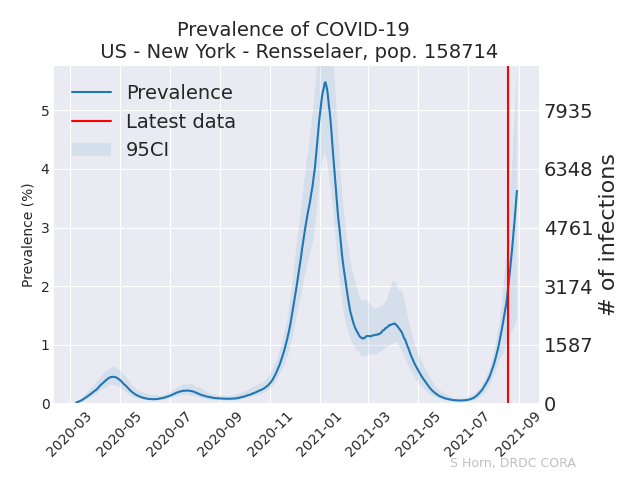 Prevalence of COVID-19
US - New York - Rensselaer, pop. 158714
Prevalence
Latest data
95CI
Prevalence (%)
5
4
3
2
1
0
7935
6348
4761
3174
1587
0
# of infections
2020-03
2020-05
2020-07
2020-09
2020-11
2021-01
2021-03
2021-05
2021-07
2021-09
S Horn, DRDC CORA